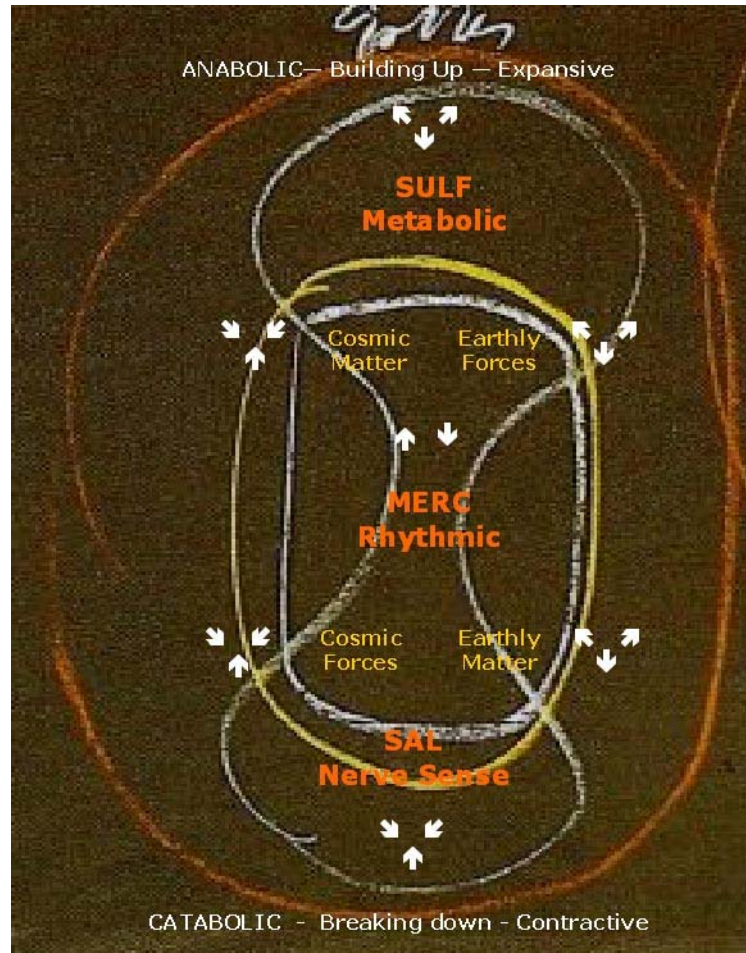 ANABOLIC— Building Up — Expansive
SULF
Metabolic
Cosmic
Matter
Earthly
Forces
MERC
Rhythmic
Cosmic
Forces
Earthly
Matter
SAL
Nerve Sense
CATABOLIC - Breaking down - Contractive